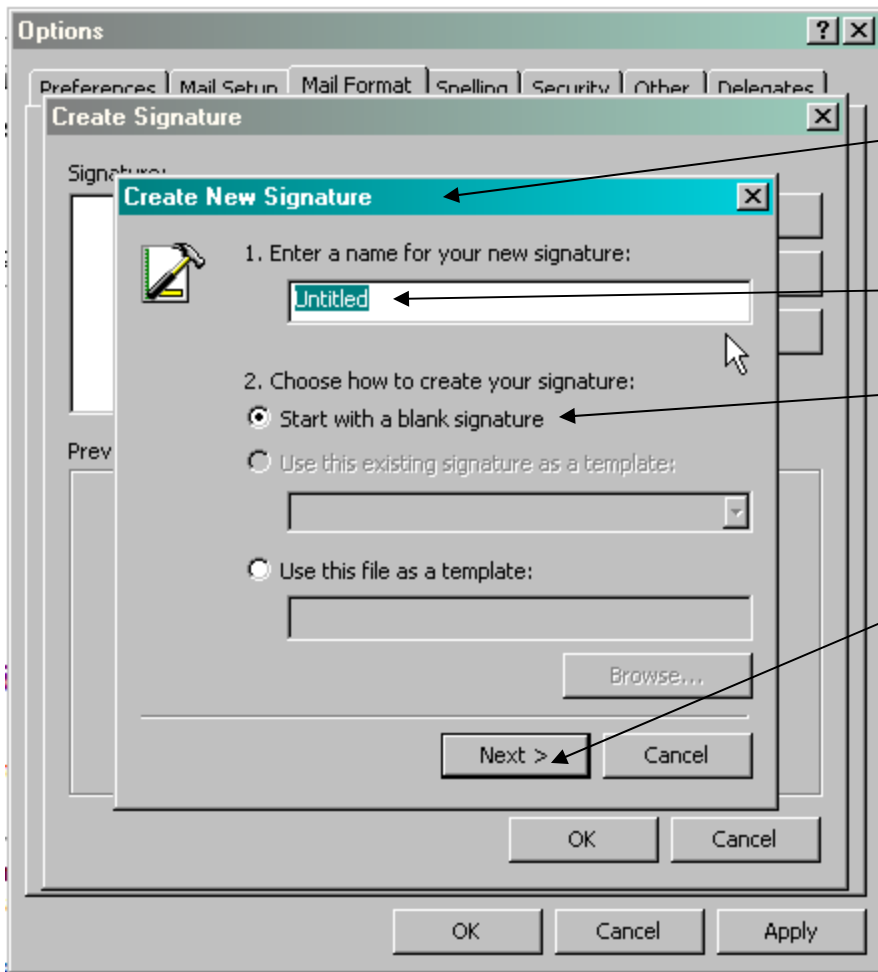 Options
Preferences Mail Setup Mail Format Spelling Security Other Delegates
Create Signature
Signature:
Create New Signature
1. Enter a name for your new signature:
Untitled
2. Choose how to create your signature:
Start with a blank signature
Prev
Use this existing signature as a template:
Use this file as a template:
Browse...
Next > Cancel
OK Cancel
OK Cancel Apply